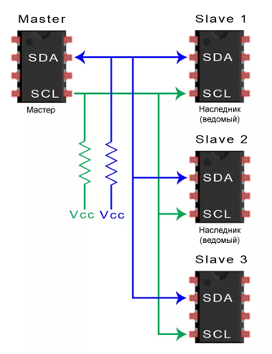 Master
Slave 1
SDA
SDA
SCL
SCL
Мастер
Наследник
(ведомый)
Slave 2
SDA
Vcc
Vcc
SCL
Наследник
(ведомый)
Slave 3
SDA
SCL